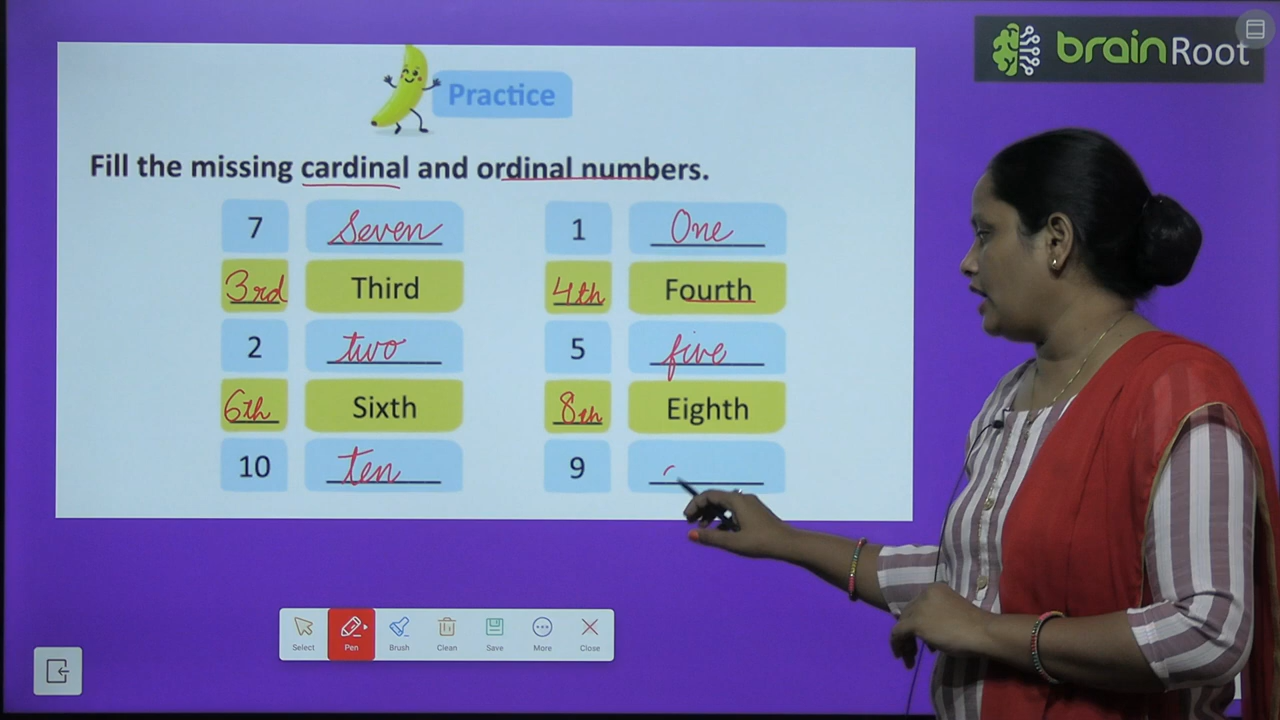 brainRoot
Practice
Fill the missing cardinal and ordinal numbers.
7 Seven 1 One
3rd Third 4th Fourth
2 two 5 five
6th Sixth 8th Eighth
10 ten 9
Select Pen Brush Clean Save More Close